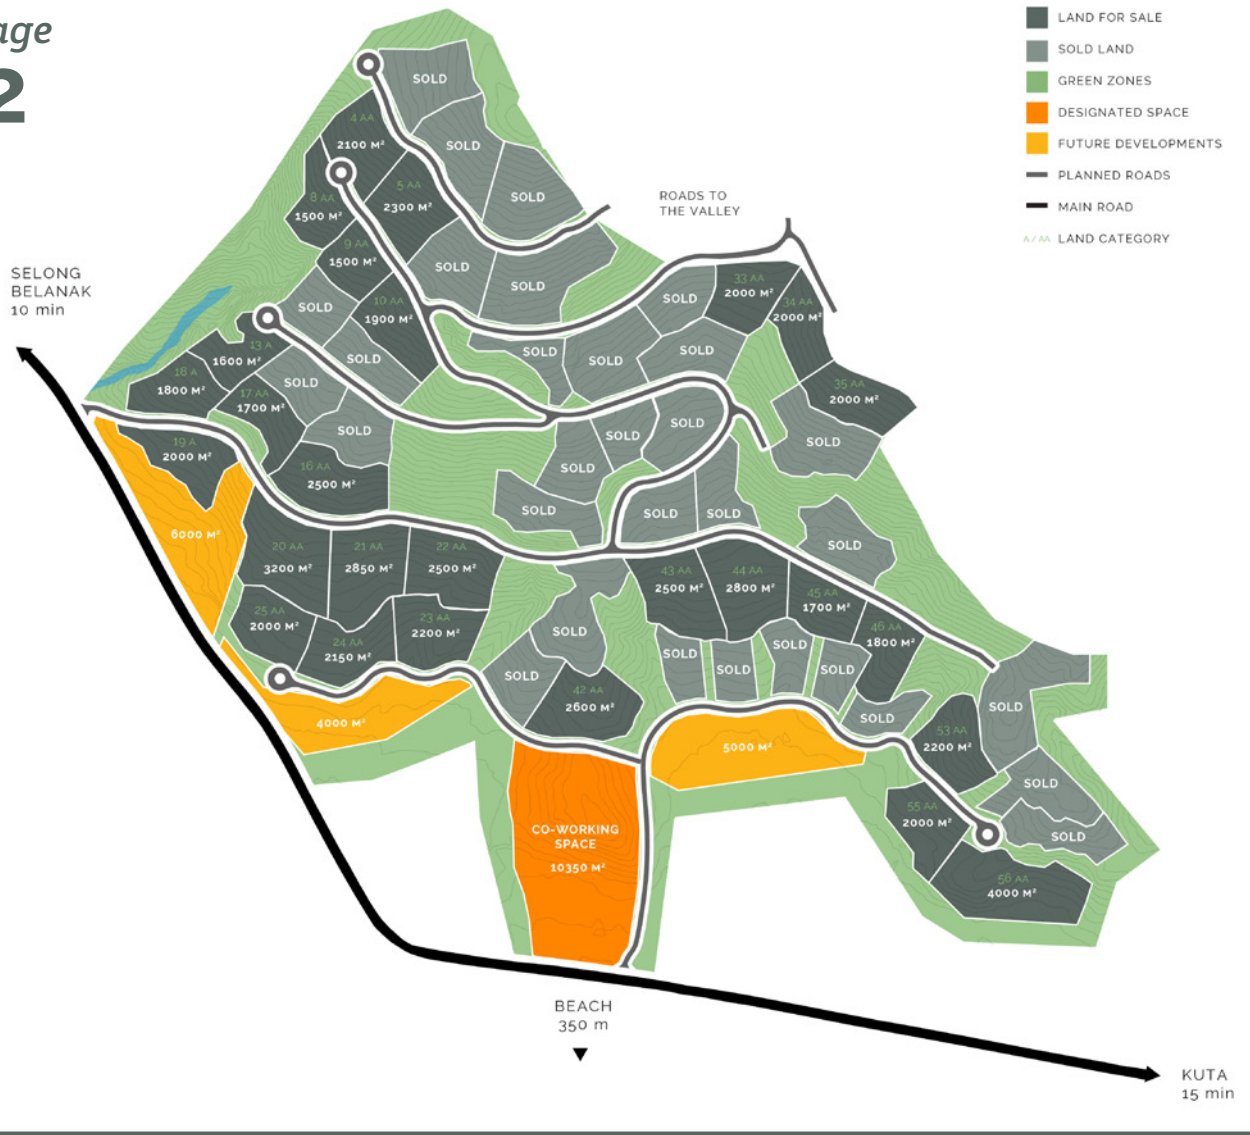 age
2
LAND FOR SALE
SOLD LAND
GREEN ZONES
DESIGNATED SPACE
FUTURE DEVELOPMENTS
PLANNED ROADS
MAIN ROAD
A/AA LAND CATEGORY
SELONG
BELANAK
10 min
ROADS TO
THE VALLEY
SOLD
4 AA
2100 M²
SOLD
5 AA
2300 M²
SOLD
8 AA
1500 M²
9 AA
1500 M²
SOLD
SOLD
10 AA
1900 M²
SOLD
SOLD
33 AA
2000 M²
34 AA
2000 M²
13 A
1600 M²
SOLD
SOLD
SOLD
SOLD
18 A
1800 M²
17 AA
1700 M²
SOLD
35 AA
2000 M²
SOLD
SOLD
SOLD
SOLD
19 A
2000 M²
16 AA
2500 M²
SOLD
SOLD
SOLD
SOLD
6000 M²
SOLD
20 AA
3200 M²
21 AA
2850 M²
22 AA
2500 M²
43 AA
2500 M²
44 AA
2800 M²
45 AA
1700 M²
25 AA
2000 M²
24 AA
2150 M²
23 AA
2200 M²
SOLD
46 AA
1800 M²
SOLD
SOLD
SOLD
SOLD
SOLD
42 AA
2600 M²
SOLD
SOLD
4000 M²
5000 M²
53 AA
2200 M²
SOLD
55 AA
2000 M²
SOLD
CO-WORKING
SPACE
10350 M²
56 AA
4000 M²
BEACH
350 m
KUTA
15 min